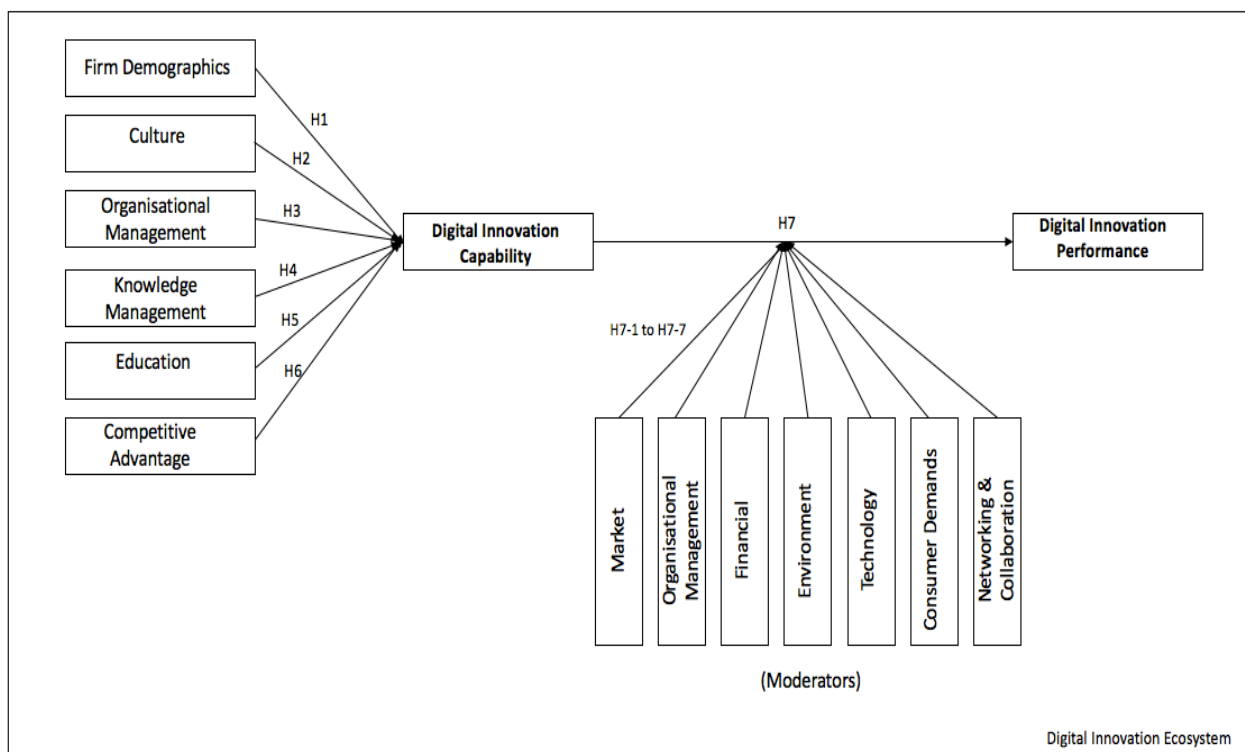 Firm Demographics
H1
Culture
H2
Organisational
Management
H3
Knowledge
Management
H4
Education
H5
Competitive
Advantage
H6
Digital Innovation
Capability
H7
Digital Innovation
Performance
H7-1 to H7-7
Market
Organisational
Management
Financial
Environment
Technology
Consumer Demands
Networking &
Collaboration
(Moderators)
Digital Innovation Ecosystem